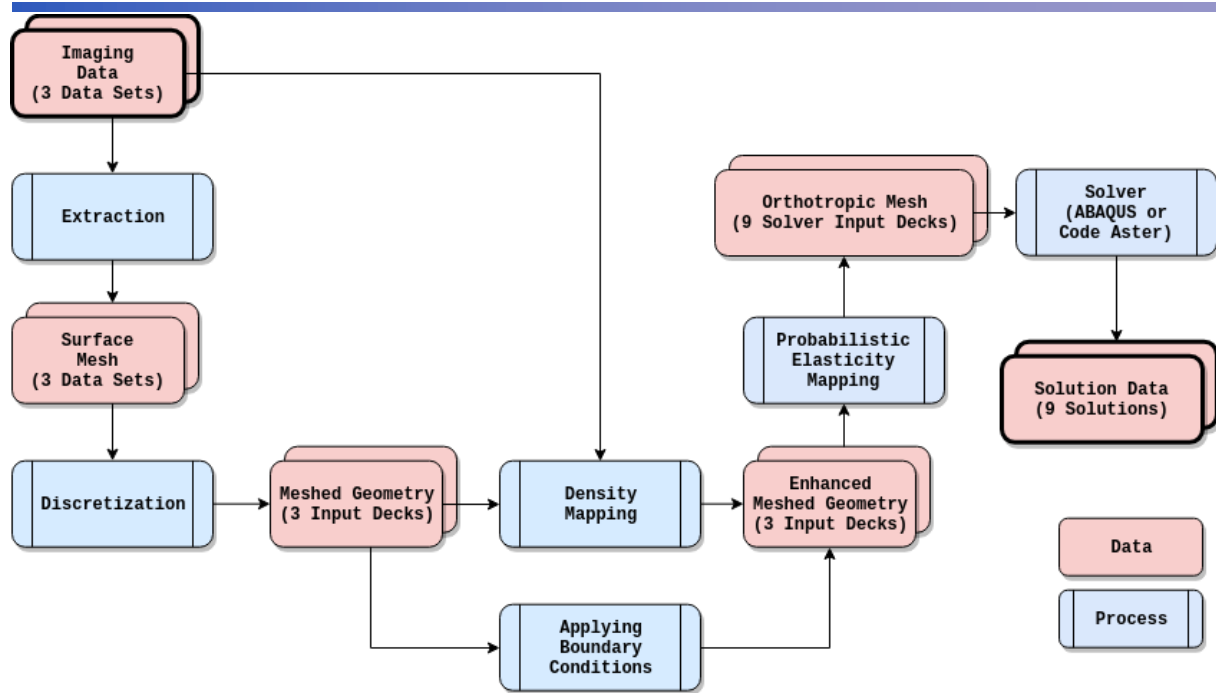 Imaging
Data
(3 Data Sets)
Extraction
Surface
Mesh
(3 Data Sets)
Discretization
Meshed Geometry
(3 Input Decks)
Density
Mapping
Applying
Boundary
Conditions
Enhanced
Meshed Geometry
(3 Input Decks)
Probabilistic
Elasticity
Mapping
Orthotropic Mesh
(9 Solver Input Decks)
Solver
(ABAQUS or
Code Aster)
Solution Data
(9 Solutions)
Data
Process